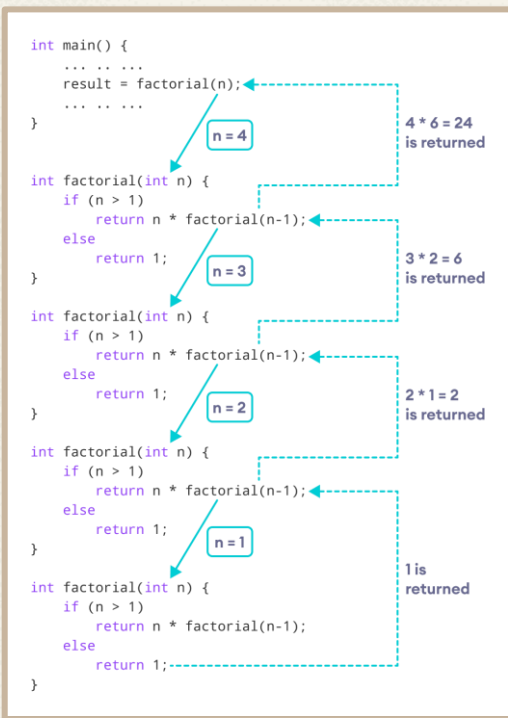 int main() {
... .. ...
result = factorial(n);
... .. ...
}
4 * 6 = 24
is returned
n = 4
int factorial(int n) {
if (n > 1)
return n * factorial(n-1);
else
return 1;
}
3 * 2 = 6
is returned
n = 3
int factorial(int n) {
if (n > 1)
return n * factorial(n-1);
else
return 1;
}
2 * 1 = 2
is returned
n = 2
int factorial(int n) {
if (n > 1)
return n * factorial(n-1);
else
return 1;
}
n = 1
1 is
returned
int factorial(int n) {
if (n > 1)
return n * factorial(n-1);
else
return 1;
}